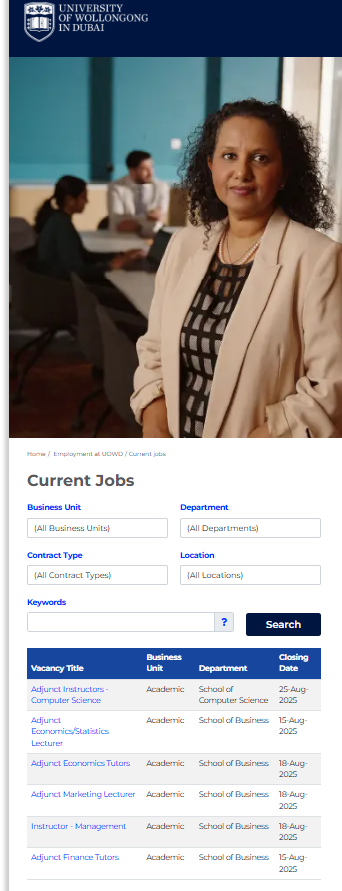 UNIVERSITY
OF WOLLONGONG
IN DUBAI
Home / Employment at UOWD / Current jobs
Current Jobs
Business Unit Department
(All Business Units) (All Departments)
Contract Type Location
(All Contract Types) (All Locations)
Keywords
? Search
Business Closing
Vacancy Title Unit Department Date
Adjunct Instructors - Academic School of 25-Aug-
Computer Science Computer Science 2025
Adjunct Academic School of Business 15-Aug-
Economics/Statistics 2025
Lecturer
Adjunct Economics Tutors Academic School of Business 18-Aug-
2025
Adjunct Marketing Lecturer Academic School of Business 18-Aug-
2025
Instructor - Management Academic School of Business 18-Aug-
2025
Adjunct Finance Tutors Academic School of Business 15-Aug-
2025